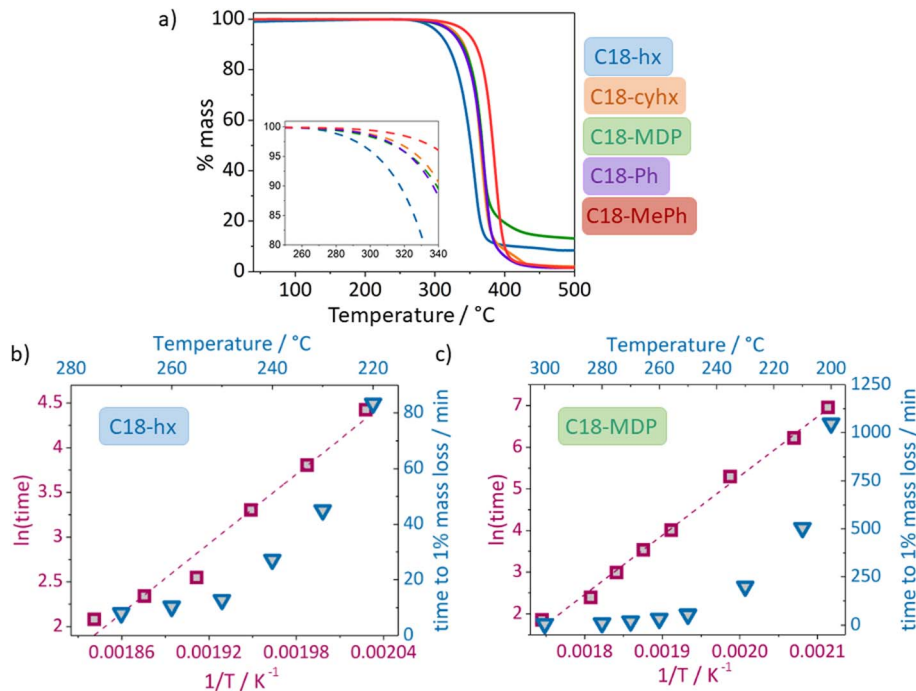 a)
100
80
60
40
20
0
% mass
100
95
90
85
80
260 280 300 320 340
100 200 300 400 500
Temperature / °C
C18-hx
C18-cyhx
C18-MDP
C18-Ph
C18-MePh
b)
Temperature / °C
280 260 240 220
4.5
4
3.5
3
2.5
2
ln(time)
C18-hx
80
60
40
20
0
time to 1% mass loss / min
0.00186 0.00192 0.00198 0.00204
1/T / K-1
c)
Temperature / °C
300 290 280 270 260 250 240 230 220 210 200
7
6
5
4
3
2
ln(time)
C18-MDP
1250
1000
750
500
250
0
time to 1% mass loss / min
0.0018 0.0019 0.0020 0.0021
1/T / K-1